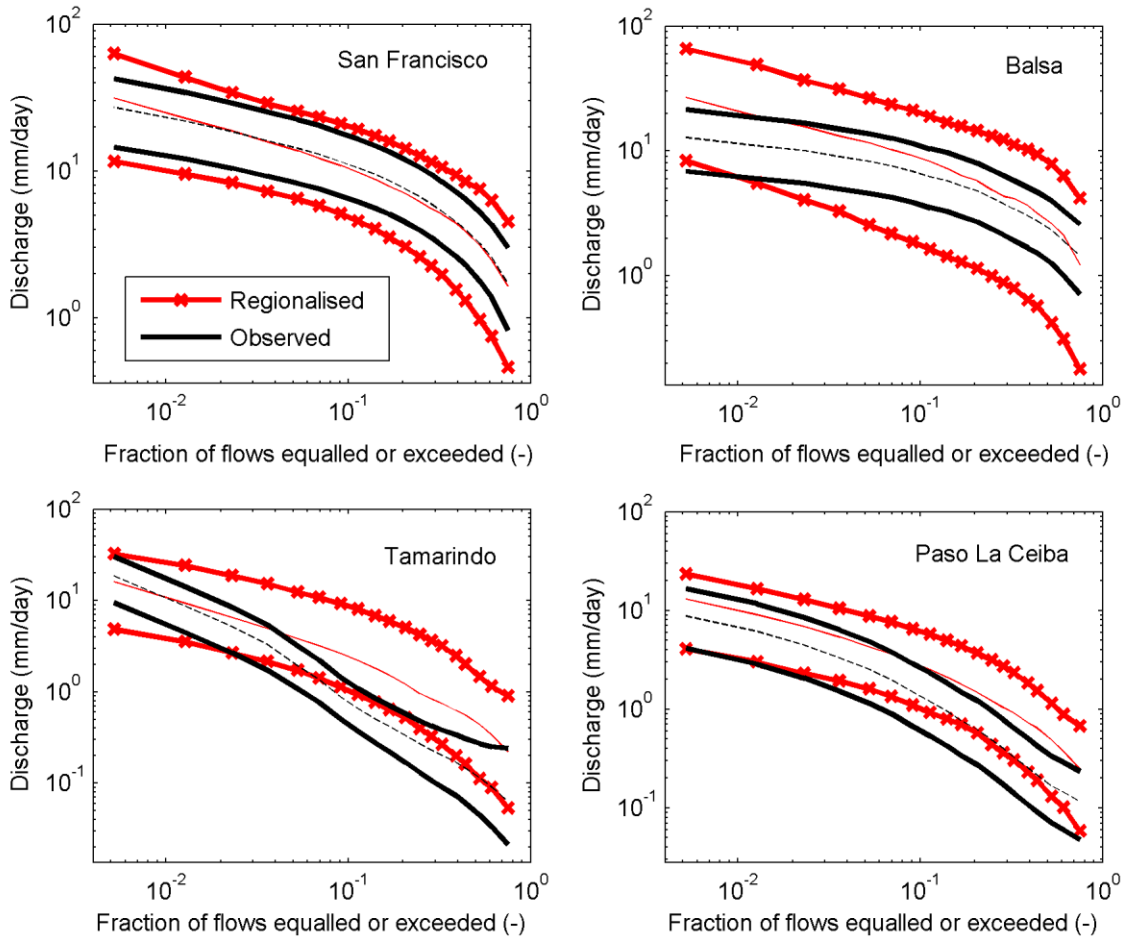 San Francisco
Discharge (mm/day)
10^2
10^1
10^0
Regionalised
Observed
10^-2
10^-1
10^0
Fraction of flows equalled or exceeded (-)
Balsa
Discharge (mm/day)
10^2
10^1
10^0
10^-2
10^-1
10^0
Fraction of flows equalled or exceeded (-)
Tamarindo
Discharge (mm/day)
10^2
10^1
10^0
10^-1
10^-2
10^-1
10^0
Fraction of flows equalled or exceeded (-)
Paso La Ceiba
Discharge (mm/day)
10^2
10^1
10^0
10^-1
10^-2
10^-1
10^0
Fraction of flows equalled or exceeded (-)